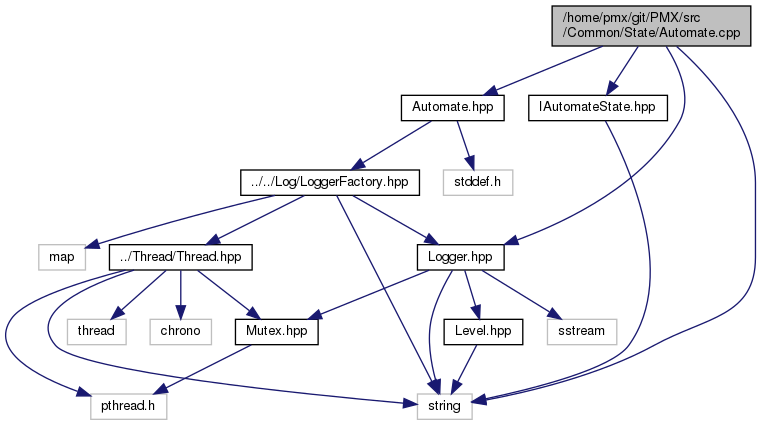 /home/pmx/git/PMX/src
/Common/State/Automate.cpp
Automate.hpp
IAutomateState.hpp
../../Log/LoggerFactory.hpp
stddef.h
map
../Thread/Thread.hpp
Logger.hpp
thread
chrono
Mutex.hpp
Level.hpp
sstream
pthread.h
string